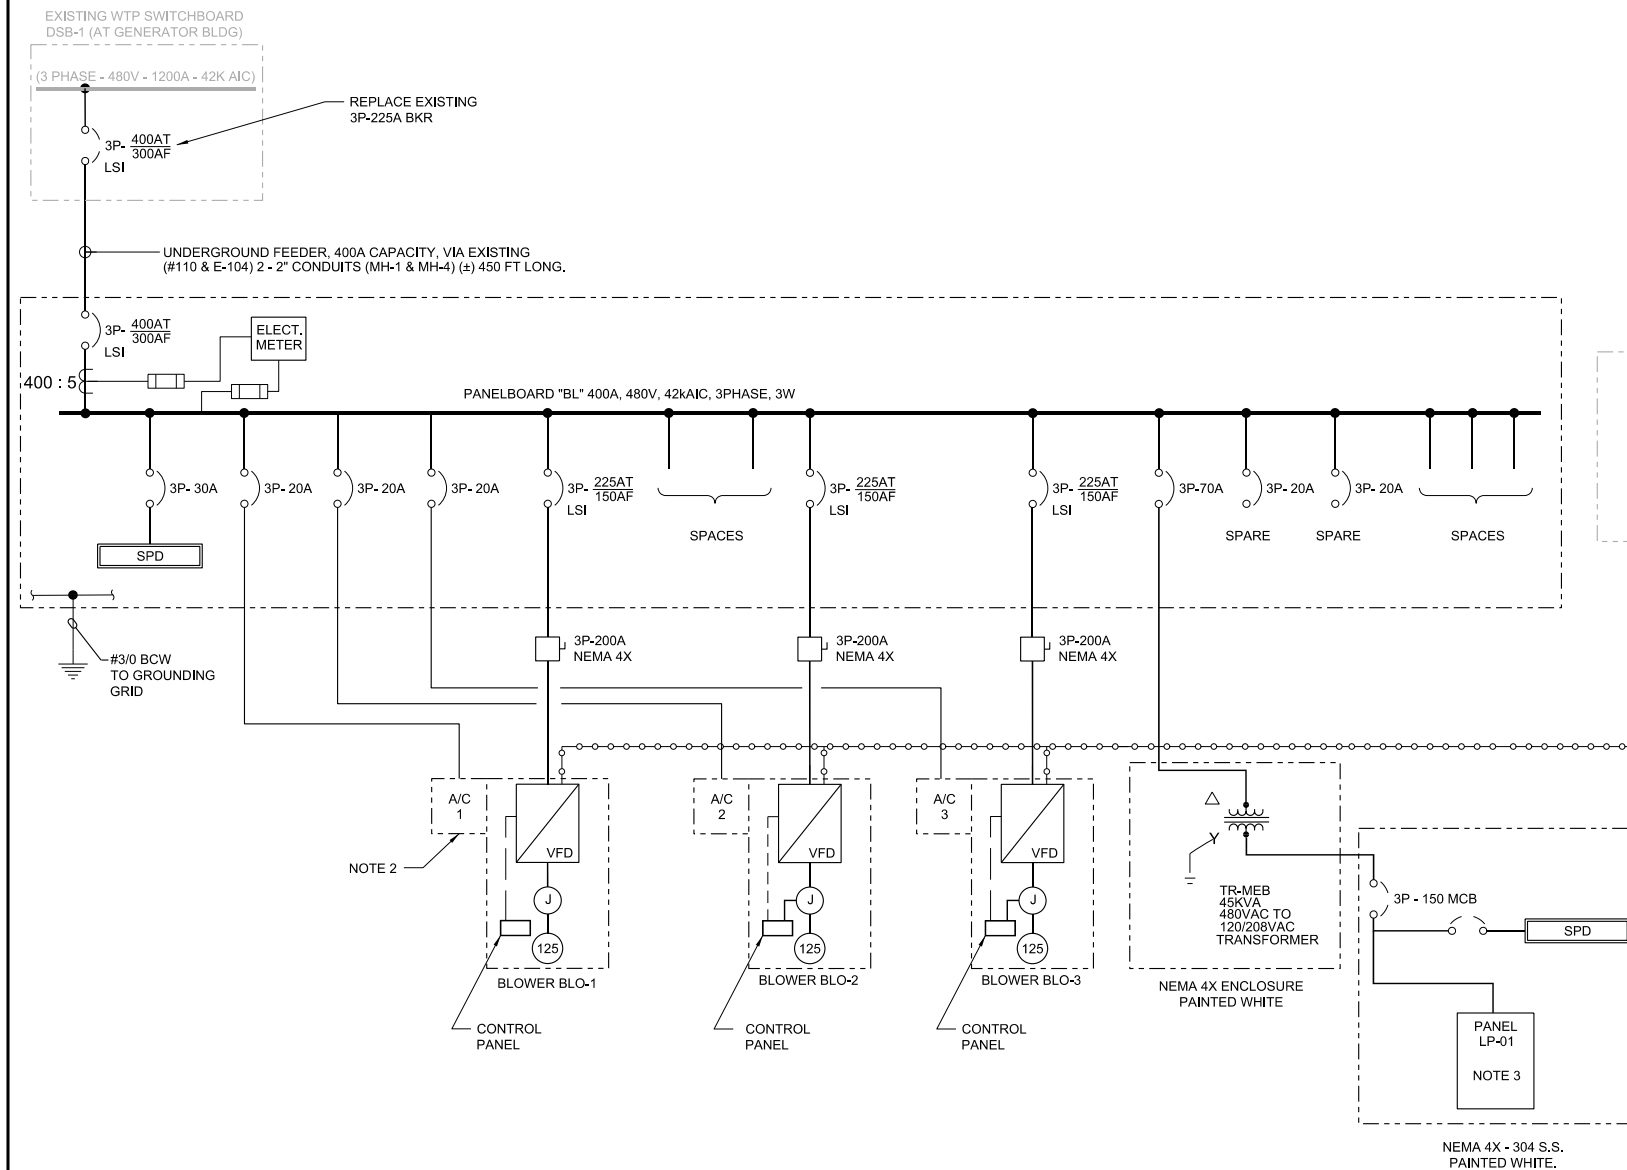 EXISTING WTP SWITCHBOARD
DSB-1 (AT GENERATOR BLDG)
(3 PHASE - 480V - 1200A - 42K AIC)
REPLACE EXISTING
3P-225A BKR
3P- 400AT
300AF
LSI
UNDERGROUND FEEDER, 400A CAPACITY, VIA EXISTING
(#110 & E-104) 2 - 2" CONDUITS (MH-1 & MH-4) (±) 450 FT LONG.
3P- 400AT
300AF
LSI
ELECT.
METER
400 : 5
PANELBOARD "BL" 400A, 480V, 42kAIC, 3PHASE, 3W
3P- 30A
3P- 20A
3P- 20A
3P- 20A
3P- 225AT
150AF
LSI
SPACES
3P- 225AT
150AF
LSI
3P- 225AT
150AF
LSI
3P-70A
3P- 20A
SPARE
3P- 20A
SPARE
SPACES
SPD
#3/0 BCW
TO GROUNDING
GRID
3P-200A
NEMA 4X
3P-200A
NEMA 4X
3P-200A
NEMA 4X
A/C
1
NOTE 2
VFD
J
125
BLOWER BLO-1
CONTROL
PANEL
A/C
2
VFD
J
125
BLOWER BLO-2
CONTROL
PANEL
A/C
3
VFD
J
125
BLOWER BLO-3
CONTROL
PANEL
Y
TR-MEB
45KVA
480VAC TO
120/208VAC
TRANSFORMER
NEMA 4X ENCLOSURE
PAINTED WHITE
3P - 150 MCB
SPD
PANEL
LP-01
NOTE 3
NEMA 4X - 304 S.S.
PAINTED WHITE.